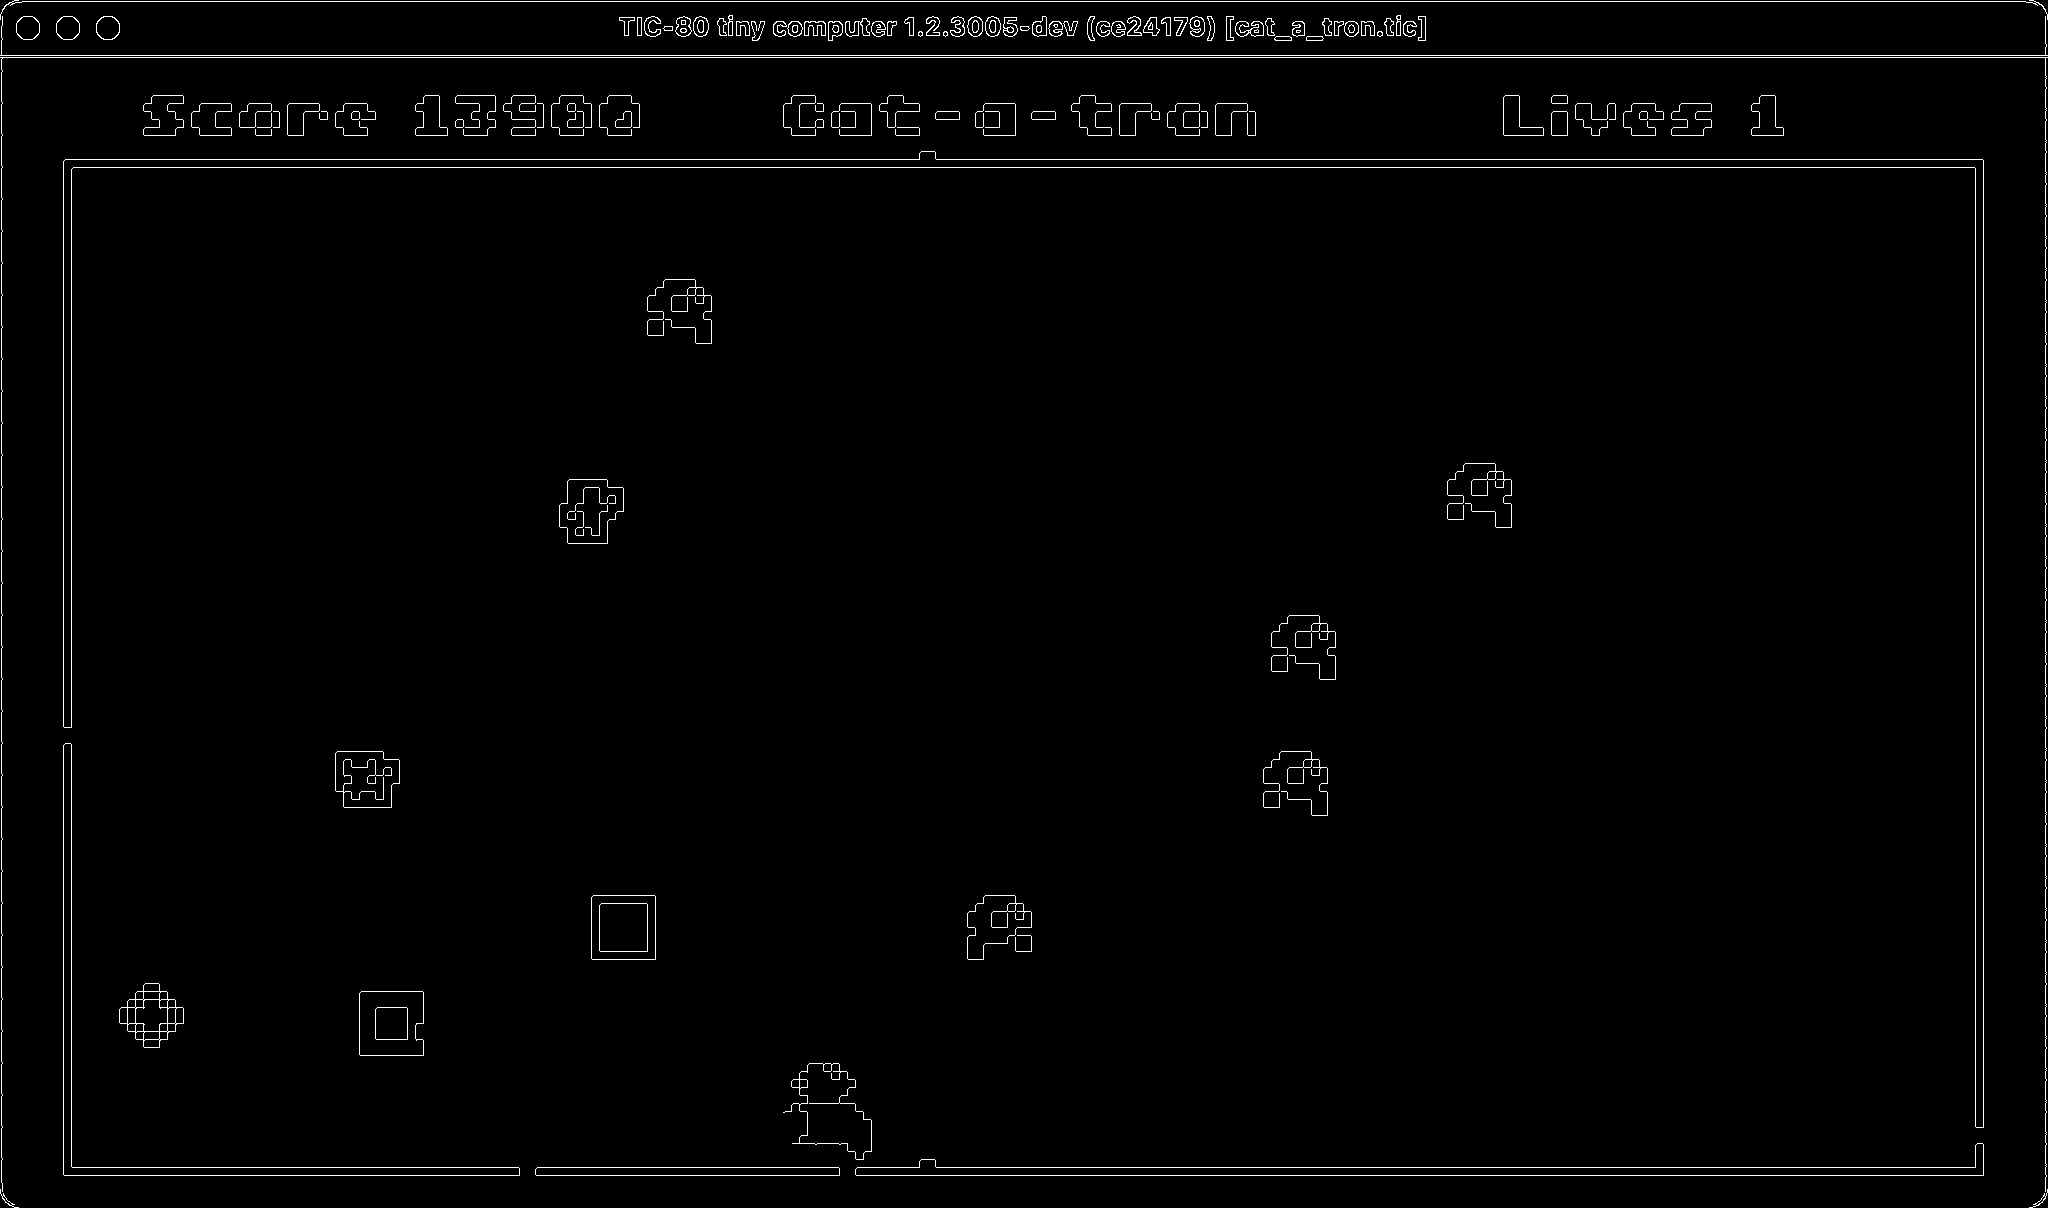 TIC-80 tiny computer 1.2.3005-dev (ce24179) [cat_a_tron.tic]
Score 13900 Cat-a-tron Lives 1